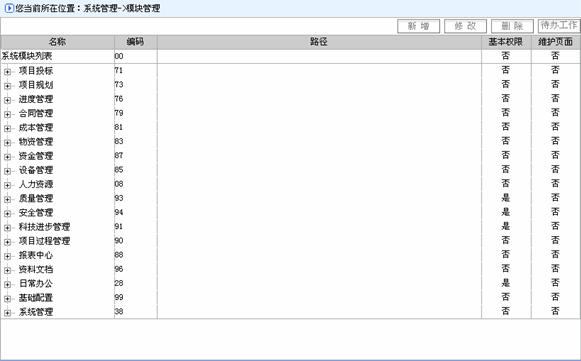 您当前所在位置：系统管理->模块管理
新 增 修 改 删 除 待办工作
名称 编码 路径 基本权限 维护页面
系统模块列表 00 否 否
项目投标 71 否 否
项目规划 73 否 否
进度管理 76 否 否
合同管理 79 否 否
成本管理 81 否 否
物资管理 83 否 否
资金管理 87 否 否
设备管理 85 否 否
人力资源 08 否 否
质量管理 93 是 否
安全管理 94 是 否
科技进步管理 91 是 否
项目过程管理 90 否 否
报表中心 88 否 否
资料文档 96 否 否
日常办公 28 是 否
基础配置 99 否 否
系统管理 38 否 否